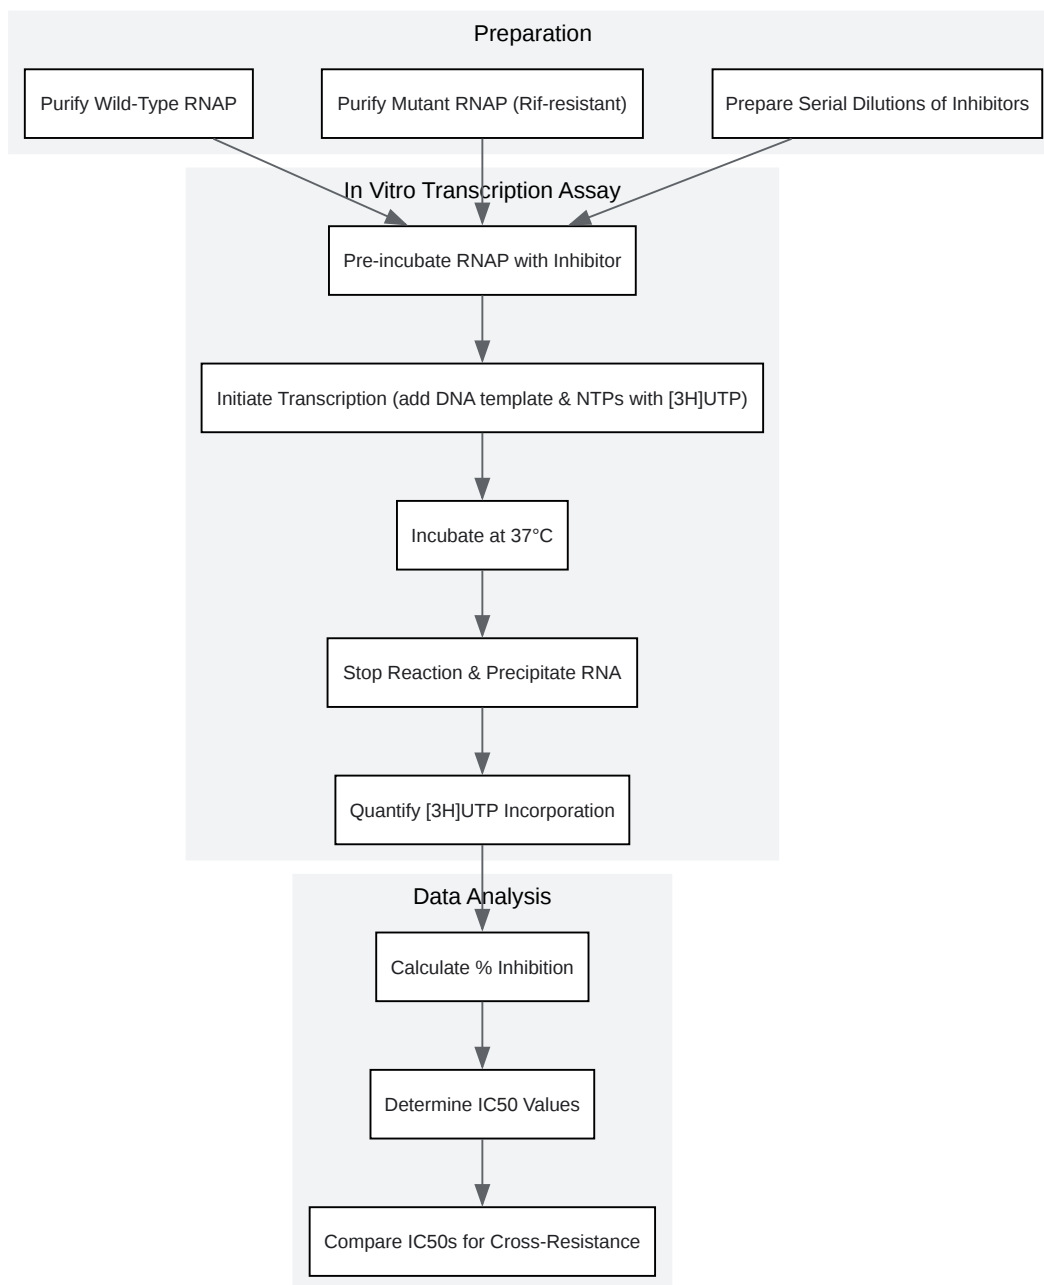 Preparation
Purify Wild-Type RNAP
Purify Mutant RNAP (Rif-resistant)
Prepare Serial Dilutions of Inhibitors
In Vitro Transcription Assay
Pre-incubate RNAP with Inhibitor
Initiate Transcription (add DNA template & NTPs with [3H]UTP)
Incubate at 37°C
Stop Reaction & Precipitate RNA
Quantify [3H]UTP Incorporation
Data Analysis
Calculate % Inhibition
Determine IC50 Values
Compare IC50s for Cross-Resistance